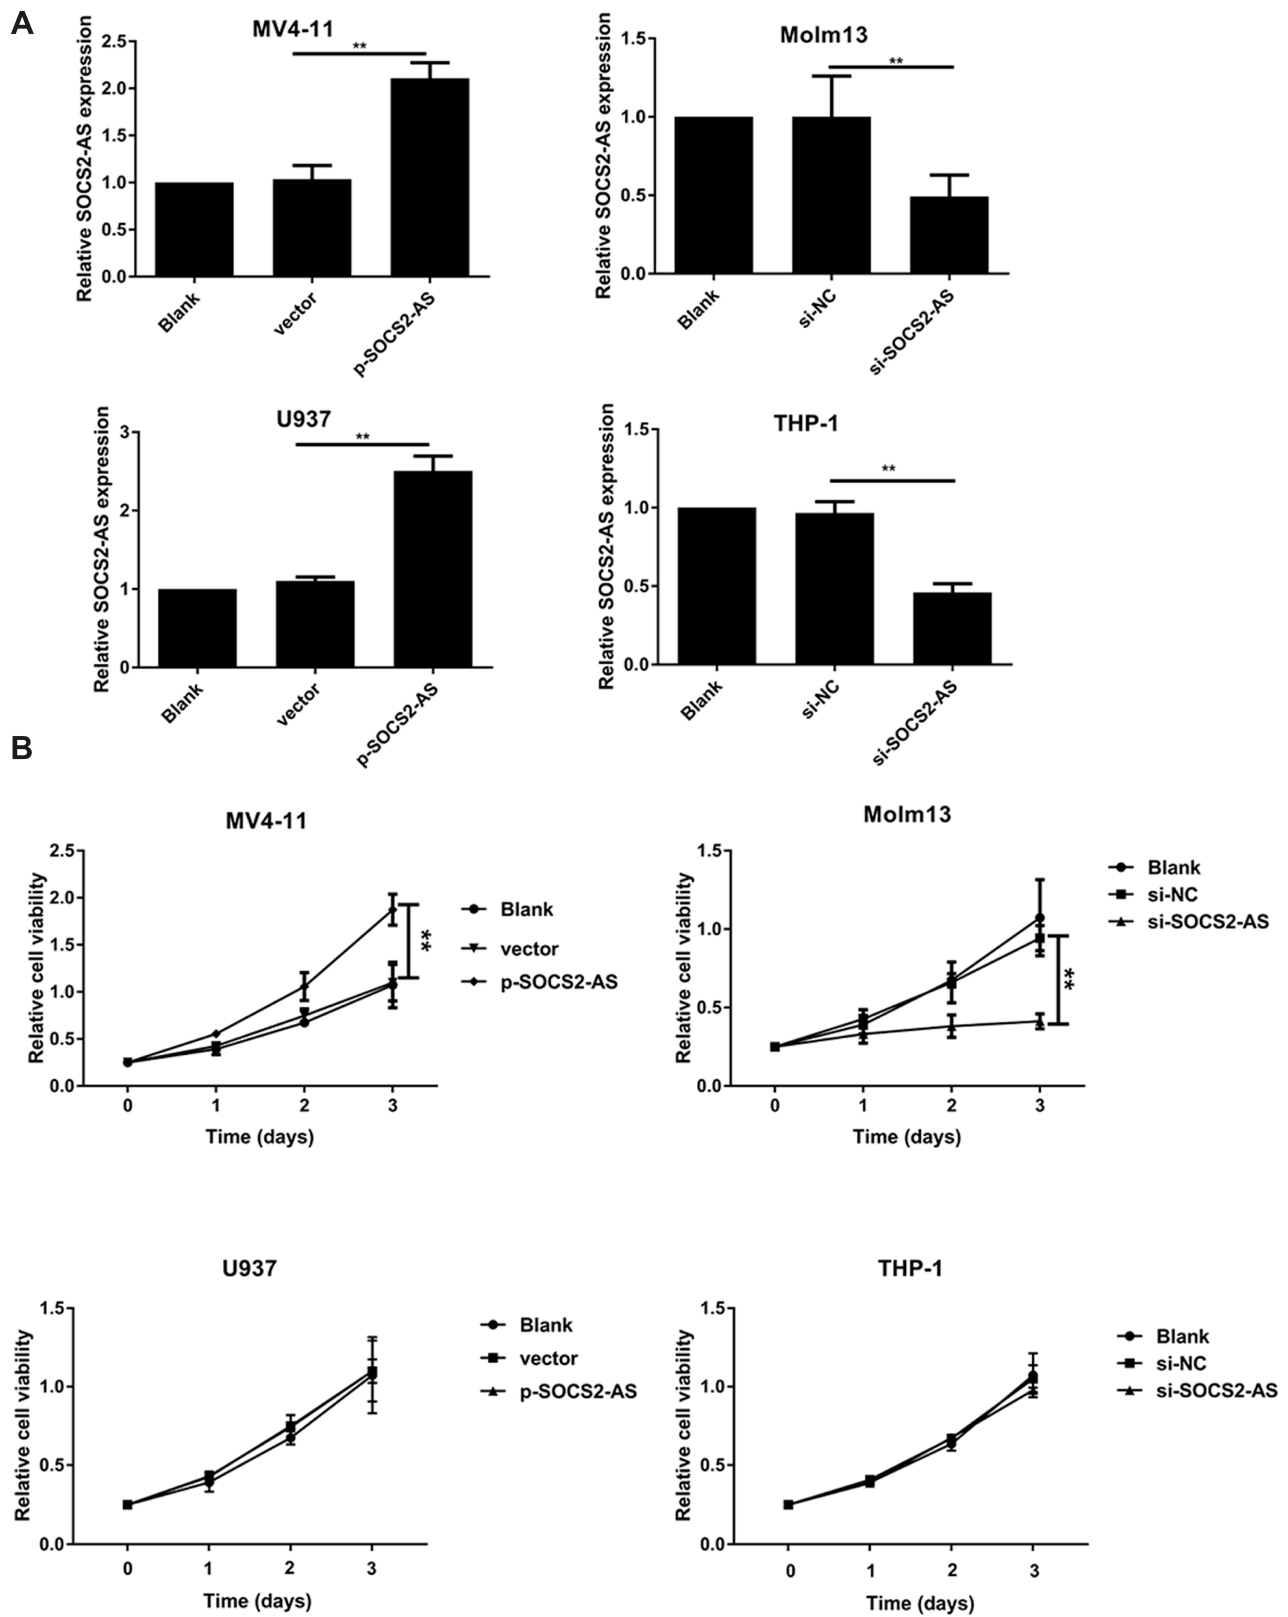 A
MV4-11
Relative SOCS2-AS expression
2.5
2.0
1.5
1.0
0.5
0.0
**
Blank
vector
p-SOCS2-AS
Molm13
Relative SOCS2-AS expression
1.5
1.0
0.5
0.0
**
Blank
si-NC
si-SOCS2-AS
U937
Relative SOCS2-AS expression
3
2
1
0
**
Blank
vector
p-SOCS2-AS
THP-1
Relative SOCS2-AS expression
1.5
1.0
0.5
0.0
**
Blank
si-NC
si-SOCS2-AS
B
MV4-11
Relative cell viability
2.5
2.0
1.5
1.0
0.5
0.0
0 1 2 3
Time (days)
**
Blank
vector
p-SOCS2-AS
Molm13
Relative cell viability
1.5
1.0
0.5
0.0
0 1 2 3
Time (days)
**
Blank
si-NC
si-SOCS2-AS
U937
Relative cell viability
1.5
1.0
0.5
0.0
0 1 2 3
Time (days)
Blank
vector
p-SOCS2-AS
THP-1
Relative cell viability
1.5
1.0
0.5
0.0
0 1 2 3
Time (days)
Blank
si-NC
si-SOCS2-AS